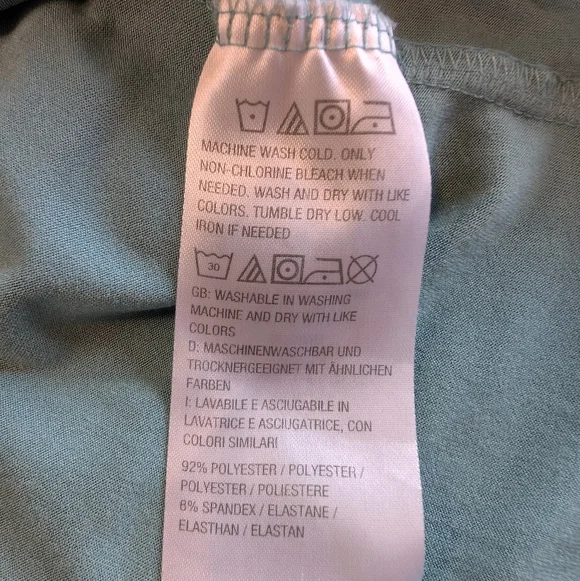 MACHINE WASH COLD. ONLY
NON-CHLORINE BLEACH WHEN
NEEDED. WASH AND DRY WITH LIKE
COLORS. TUMBLE DRY LOW. COOL
IRON IF NEEDED
30
GB: WASHABLE IN WASHING
MACHINE AND DRY WITH LIKE
COLORS
D: MASCHINENWASCHBAR UND
TROCKNERGEEIGNET MIT ÄHNLICHEN
FARBEN
I: LAVABILE E ASCIUGABILE IN
LAVATRICE E ASCIUGATRICE, CON
COLORI SIMILARI
92% POLYESTER / POLYESTER /
POLYESTER / POLIESTERE
8% SPANDEX / ELASTANE /
ELASTHAN / ELASTAN